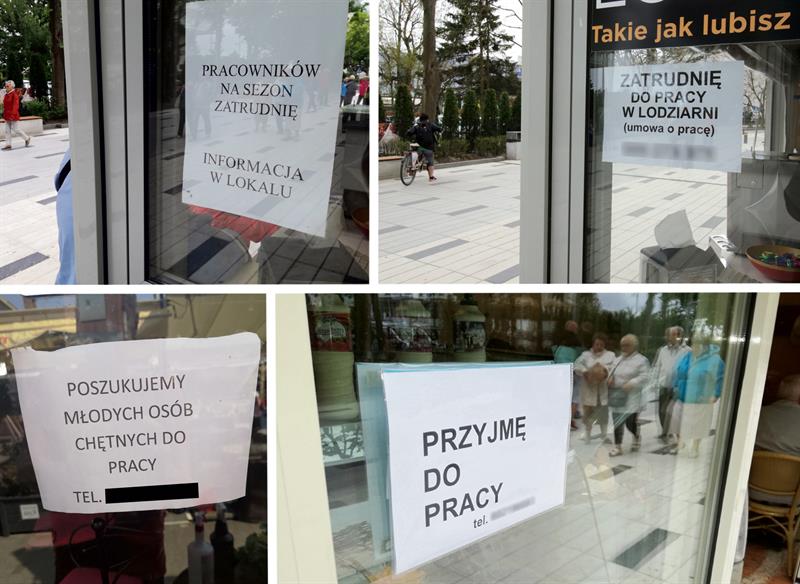 PRACOWNIKÓW
NA SEZON
ZATRUDNIĘ
INFORMACJA
W LOKALU
Takie jak lubisz
ZATRUDNIĘ
DO PRACY
W LODZIARNI
(umowa o pracę)
POSZUKUJEMY
MŁODYCH OSÓB
CHĘTNYCH DO
PRACY
TEL.
PRZYJMĘ
DO
PRACY
tel.